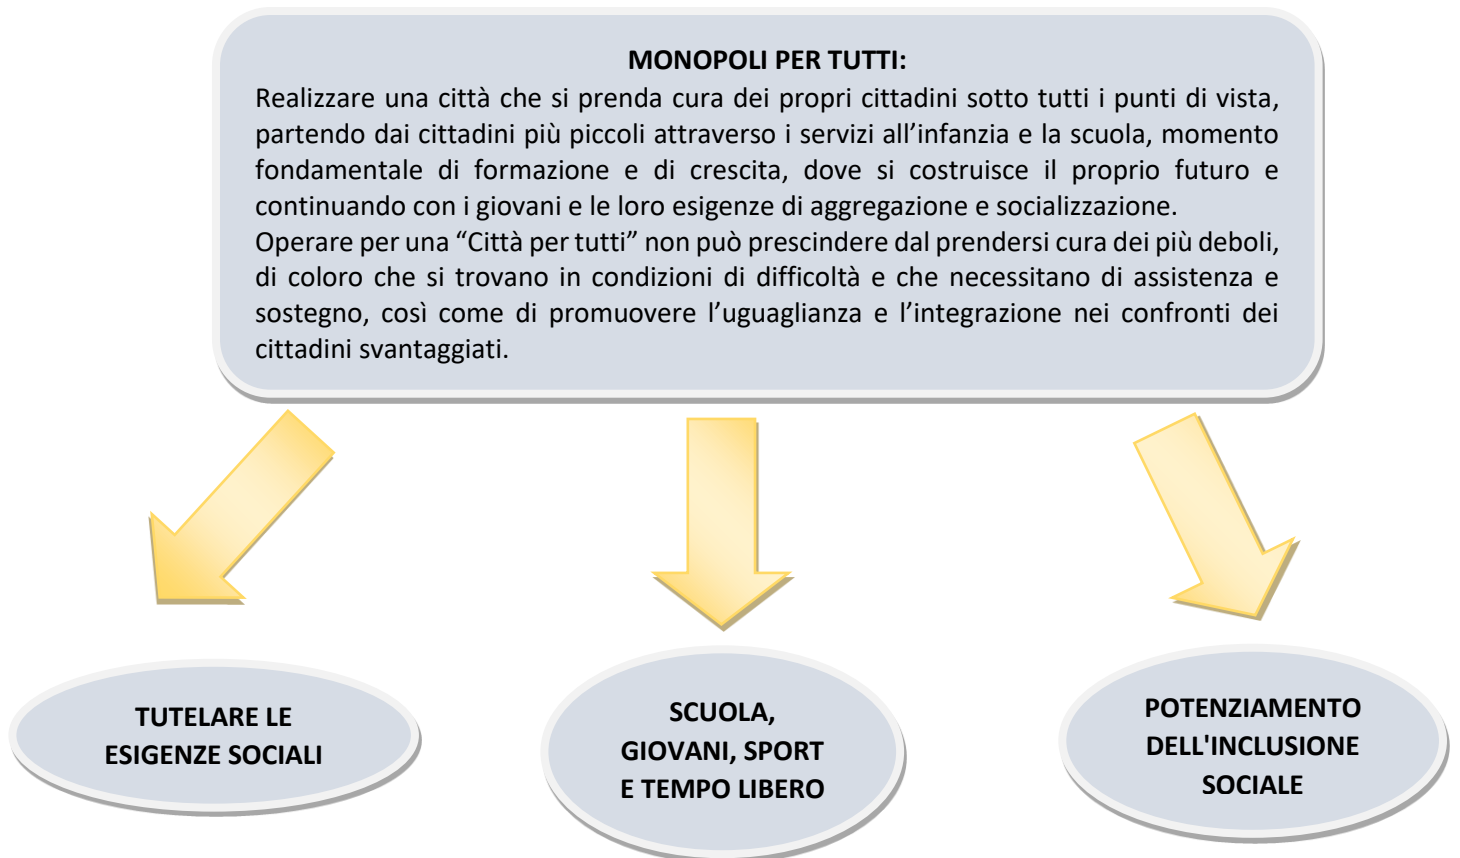 MONOPOLI PER TUTTI:
Realizzare una città che si prenda cura dei propri cittadini sotto tutti i punti di vista,
partendo dai cittadini più piccoli attraverso i servizi all’infanzia e la scuola, momento
fondamentale di formazione e di crescita, dove si costruisce il proprio futuro e
continuando con i giovani e le loro esigenze di aggregazione e socializzazione.
Operare per una “Città per tutti” non può prescindere dal prendersi cura dei più deboli,
di coloro che si trovano in condizioni di difficoltà e che necessitano di assistenza e
sostegno, così come di promuovere l’uguaglianza e l’integrazione nei confronti dei
cittadini svantaggiati.
TUTELARE LE
ESIGENZE SOCIALI
SCUOLA,
GIOVANI, SPORT
E TEMPO LIBERO
POTENZIAMENTO
DELL'INCLUSIONE
SOCIALE